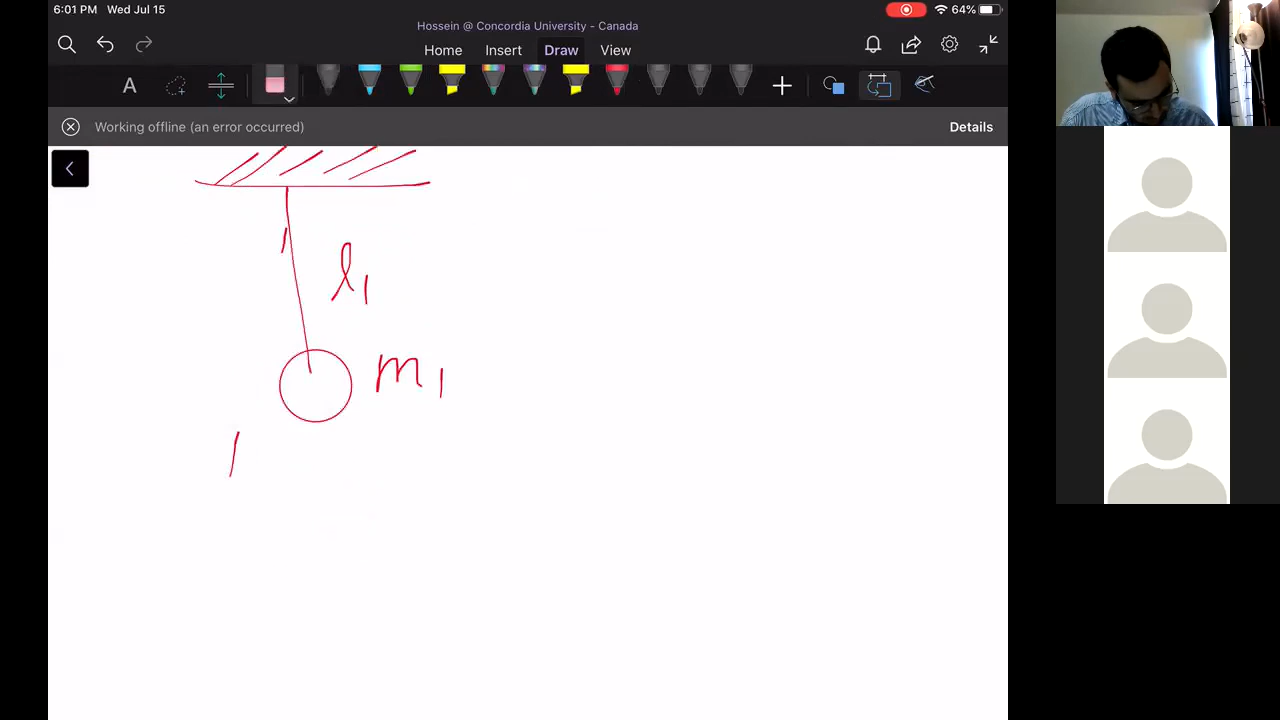 6:01 PM Wed Jul 15
64%
Hossein @ Concordia University - Canada
Home Insert Draw View
A
Working offline (an error occurred)
Details
l1
m1